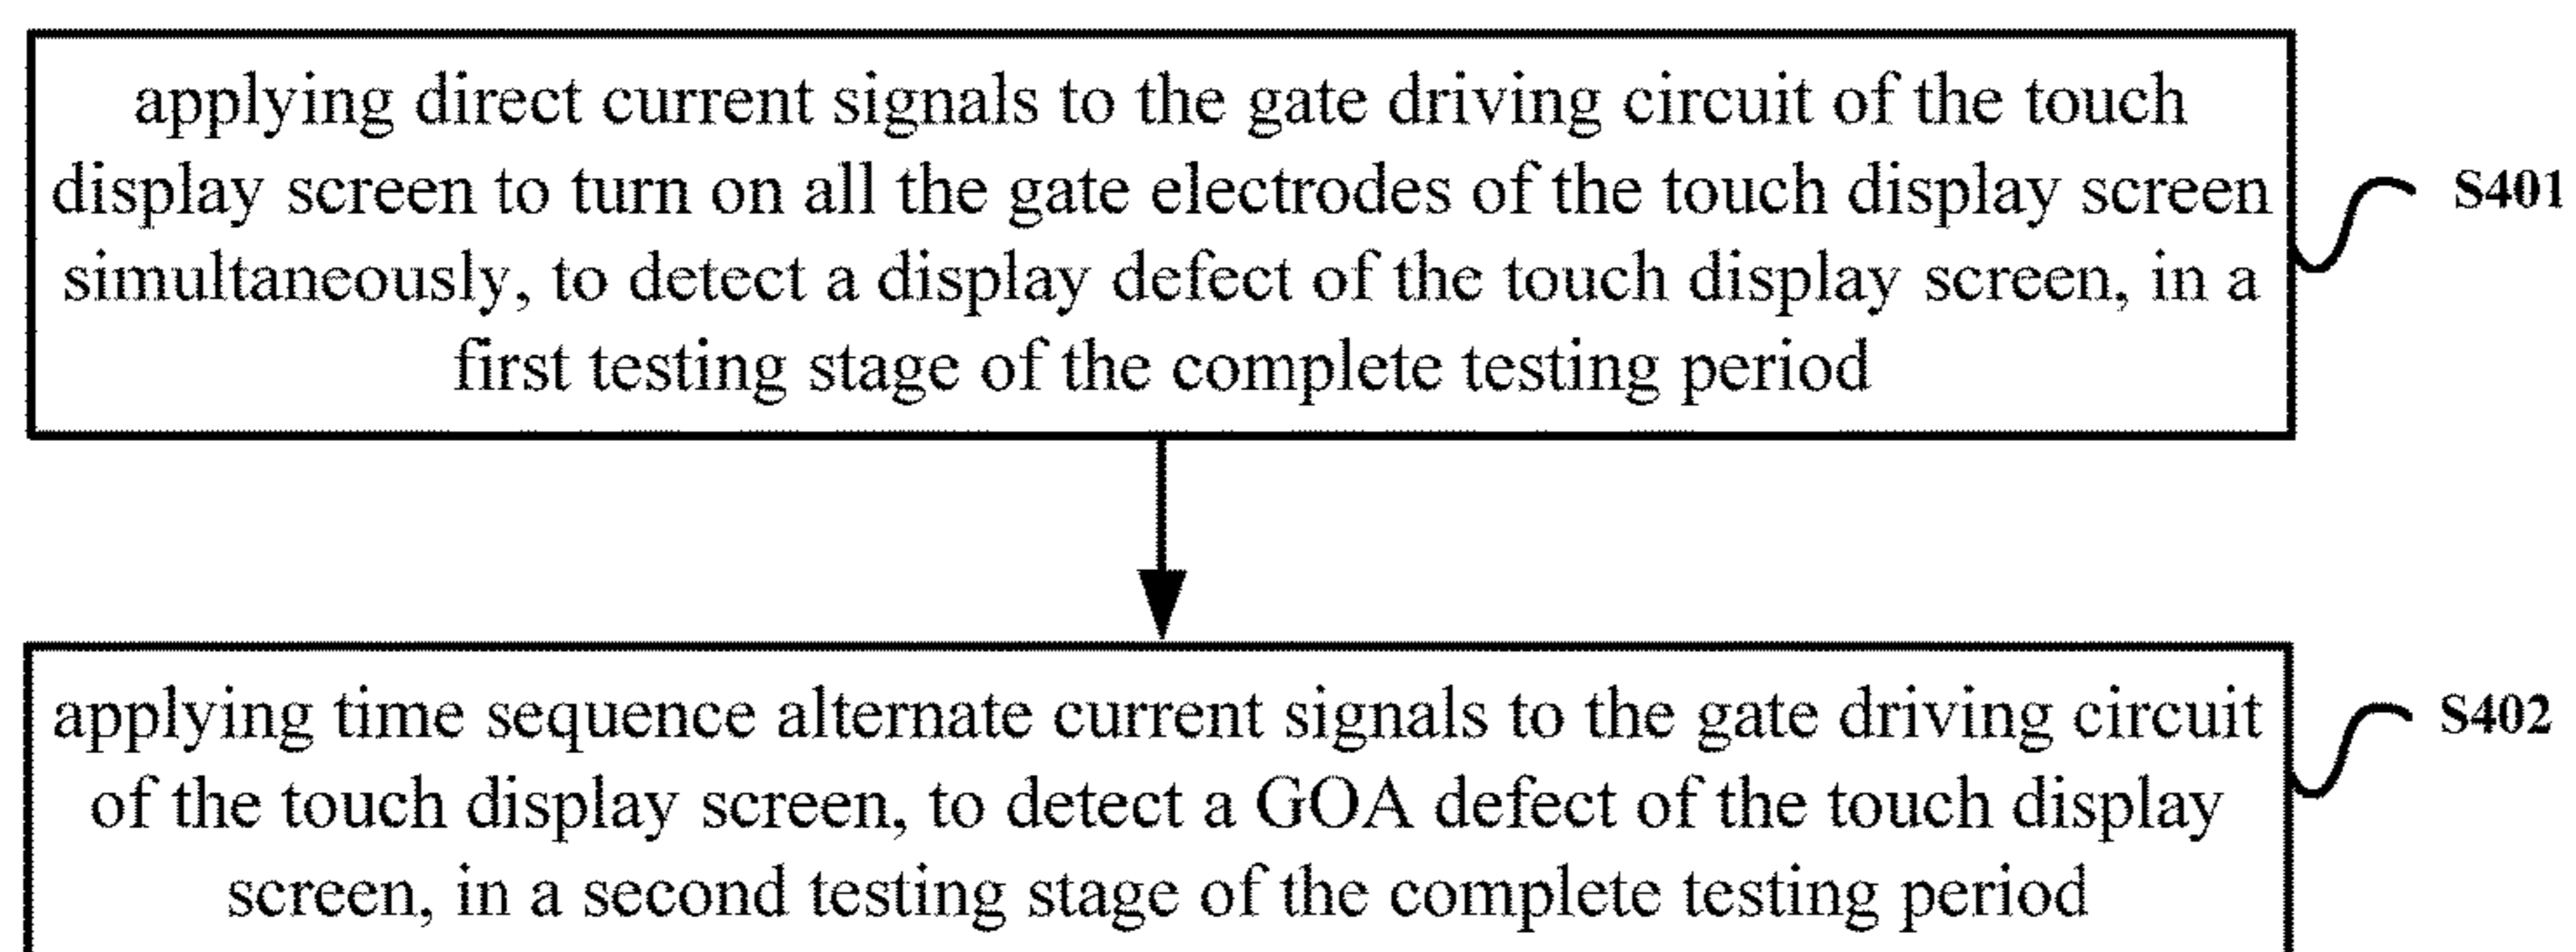 applying direct current signals to the gate driving circuit of the touch
display screen to turn on all the gate electrodes of the touch display screen
simultaneously, to detect a display defect of the touch display screen, in a
first testing stage of the complete testing period
S401
applying time sequence alternate current signals to the gate driving circuit
of the touch display screen, to detect a GOA defect of the touch display
screen, in a second testing stage of the complete testing period
S402